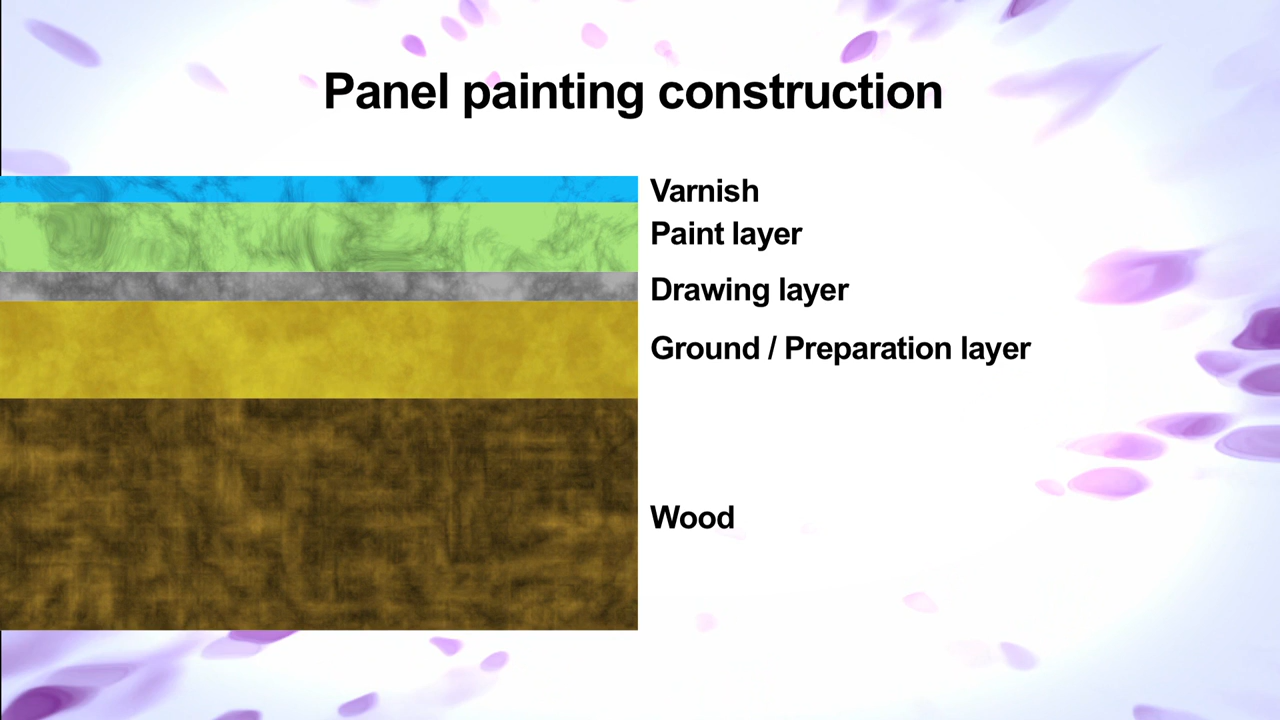 Panel painting construction
Varnish
Paint layer
Drawing layer
Ground / Preparation layer
Wood